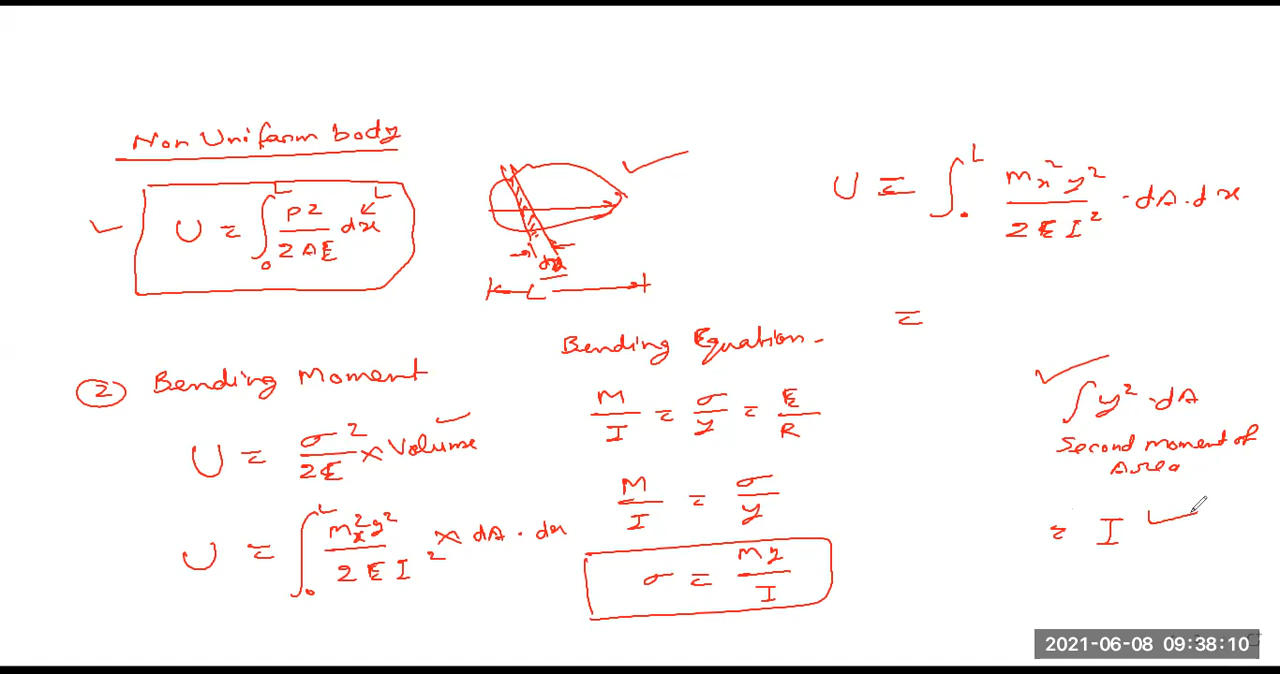 Non Uniform body
U = ∫₀ᴸ P2/2AE dx
L
dx
L
② Bending Moment
U = σ²/2E × Volume
U = ∫₀ᴸ Mx²y²/2EI² × dA · dx
Bending Equation -
M/I = σ/y = E/R
M/I = σ/y
σ = My/I
U = ∫₀ᴸ Mx²y²/2EI² · dA · dx
=
∫y² · dA
Second Moment of
Area
= I
2021-06-08 09:38:10